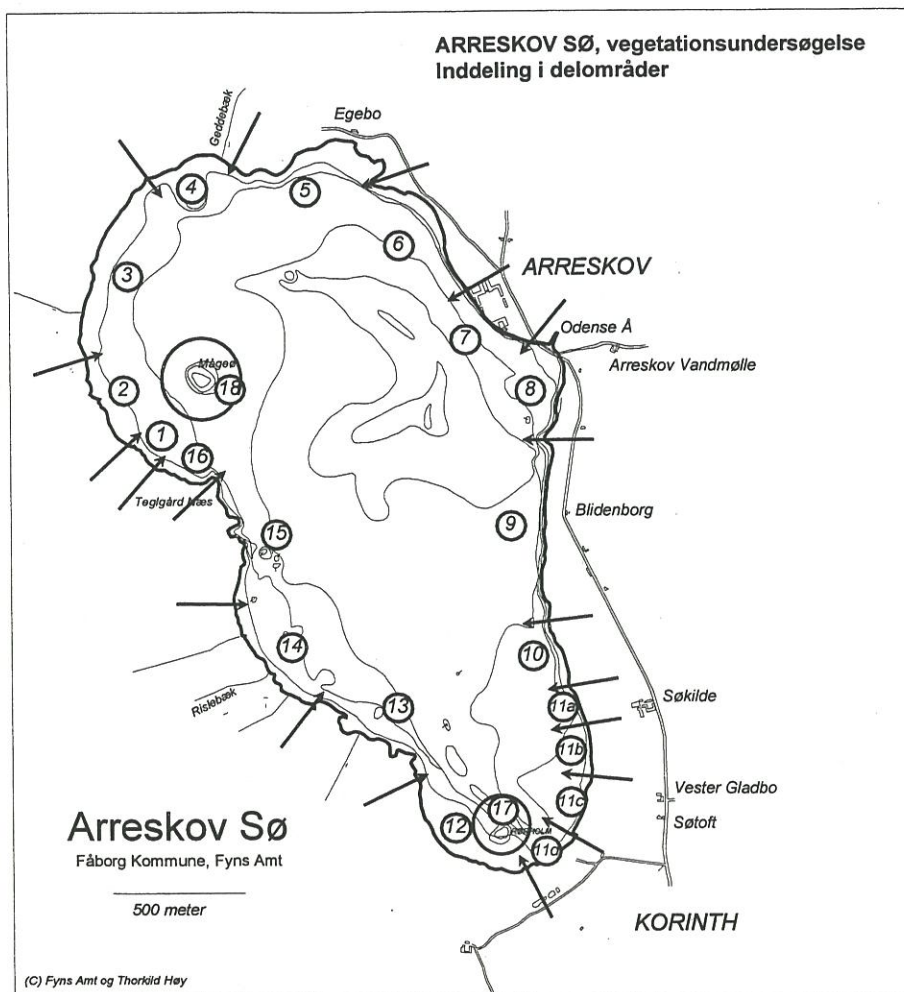 ARRESKOV SØ, vegetationsundersøgelse
Inddeling i delområder
Geddebæk
Egebo
4
5
6
ARRESKOV
3
7
Odense Å
Arreskov Vandmølle
Mågeø
18
8
2
1
16
Teglgård Næs
9
Blidenborg
15
14
10
Rislebæk
13
11a
Søkilde
11b
Vester Gladbo
11c
Søtoft
17
12
11d
Arreskov Sø
Fåborg Kommune, Fyns Amt
500 meter
KORINTH
(C) Fyns Amt og Thorkild Høy